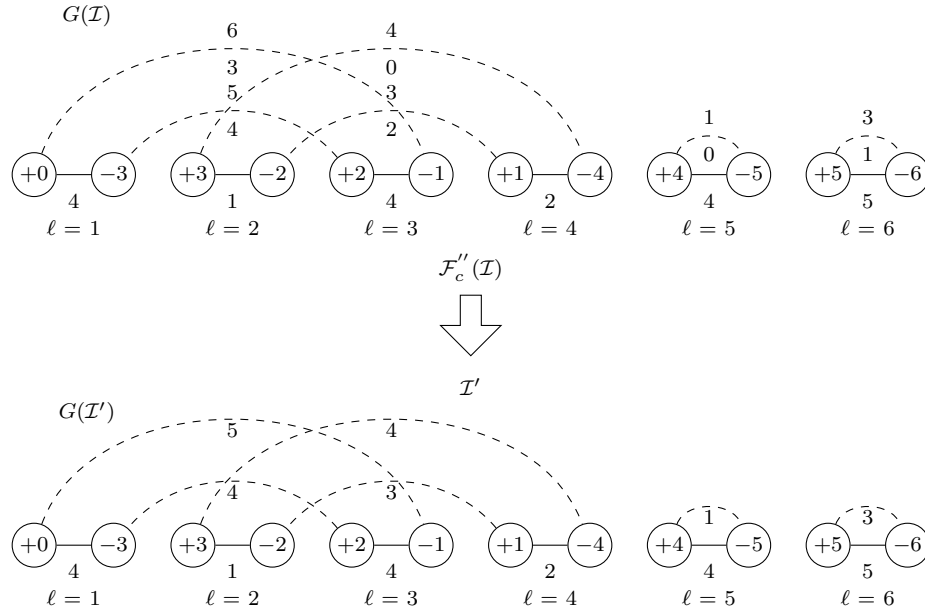 G(I)
6 4
3 0
5 3
4 2
1 3
0 1
+0 −3 +3 −2 +2 −1 +1 −4 +4 −5 +5 −6
4 1 4 2 4 5
ℓ = 1 ℓ = 2 ℓ = 3 ℓ = 4 ℓ = 5 ℓ = 6
F_c''(I)
I'
G(I')
5 4
4 3 1 3
+0 −3 +3 −2 +2 −1 +1 −4 +4 −5 +5 −6
4 1 4 2 4 5
ℓ = 1 ℓ = 2 ℓ = 3 ℓ = 4 ℓ = 5 ℓ = 6